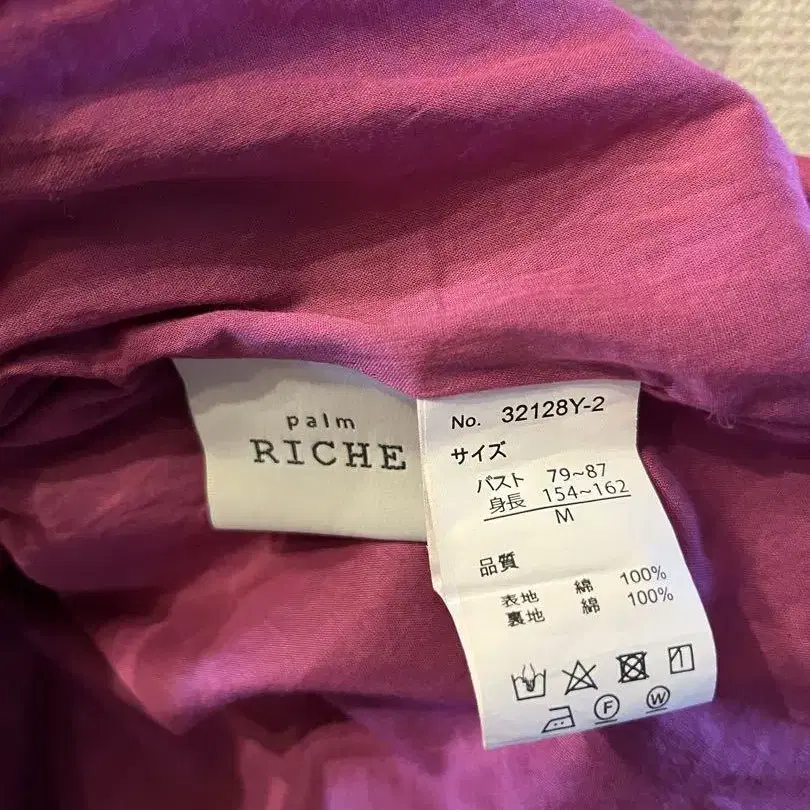 palm
RICHE
No. 32128Y-2
サイズ
バスト 79~87
身長 154~162
M
品質
表地 綿 100%
裏地 綿 100%
F
W